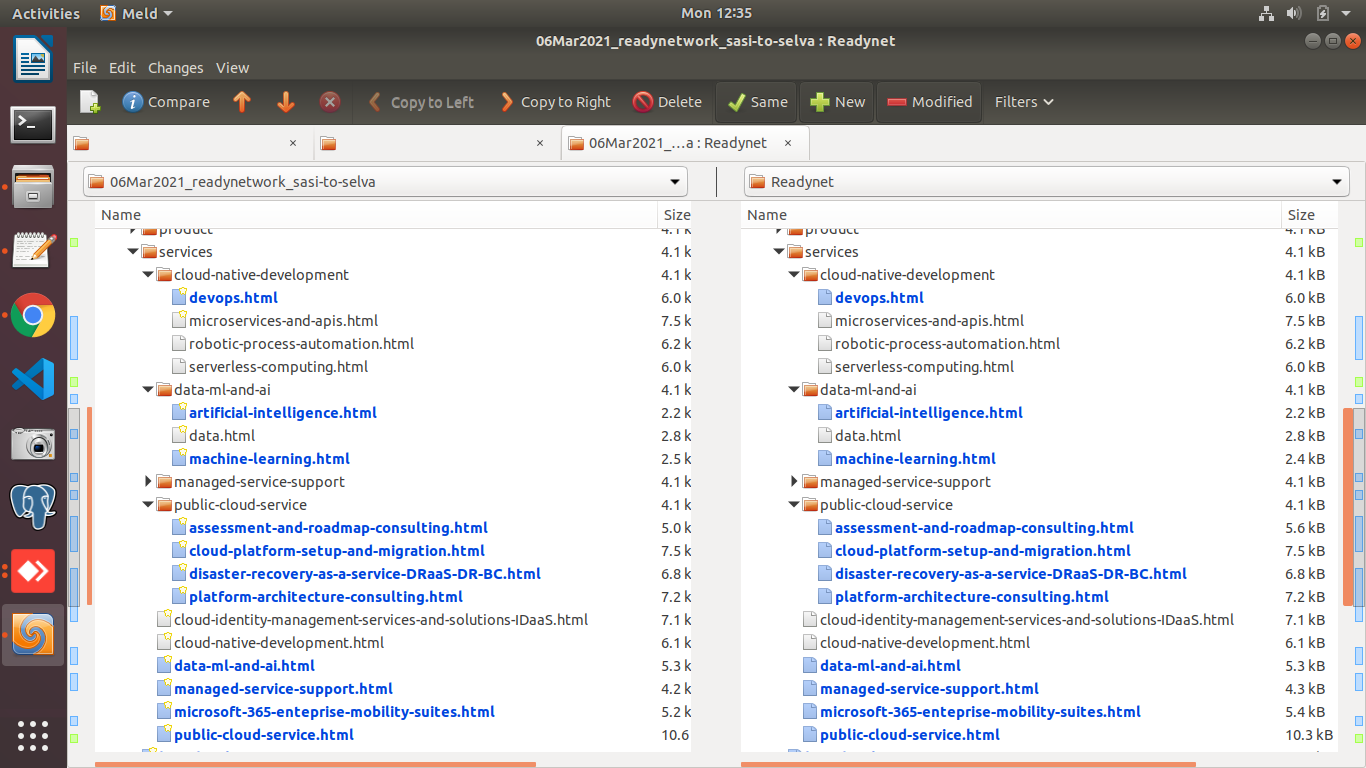 Activities Meld Mon 12:35
06Mar2021_readynetwork_sasi-to-selva : Readynet
File Edit Changes View
Compare Copy to Left Copy to Right Delete Same New Modified Filters
06Mar2021_…a : Readynet
06Mar2021_readynetwork_sasi-to-selva Readynet
Name Size Name Size
product 4.1 k product 4.1 kB
services 4.1 k services 4.1 kB
cloud-native-development 4.1 k cloud-native-development 4.1 kB
devops.html 6.0 k devops.html 6.0 kB
microservices-and-apis.html 7.5 k microservices-and-apis.html 7.5 kB
robotic-process-automation.html 6.2 k robotic-process-automation.html 6.2 kB
serverless-computing.html 6.0 k serverless-computing.html 6.0 kB
data-ml-and-ai 4.1 k data-ml-and-ai 4.1 kB
artificial-intelligence.html 2.2 k artificial-intelligence.html 2.2 kB
data.html 2.8 k data.html 2.8 kB
machine-learning.html 2.5 k machine-learning.html 2.4 kB
managed-service-support 4.1 k managed-service-support 4.1 kB
public-cloud-service 4.1 k public-cloud-service 4.1 kB
assessment-and-roadmap-consulting.html 5.0 k assessment-and-roadmap-consulting.html 5.6 kB
cloud-platform-setup-and-migration.html 7.5 k cloud-platform-setup-and-migration.html 7.5 kB
disaster-recovery-as-a-service-DRaaS-DR-BC.html 6.8 k disaster-recovery-as-a-service-DRaaS-DR-BC.html 6.8 kB
platform-architecture-consulting.html 7.2 k platform-architecture-consulting.html 7.2 kB
cloud-identity-management-services-and-solutions-IDaaS.html 7.1 k cloud-identity-management-services-and-solutions-IDaaS.html 7.1 kB
cloud-native-development.html 6.1 k cloud-native-development.html 6.1 kB
data-ml-and-ai.html 5.3 k data-ml-and-ai.html 5.3 kB
managed-service-support.html 4.2 k managed-service-support.html 4.3 kB
microsoft-365-enteprise-mobility-suites.html 5.2 k microsoft-365-enteprise-mobility-suites.html 5.4 kB
public-cloud-service.html 10.6 public-cloud-service.html 10.3 kB